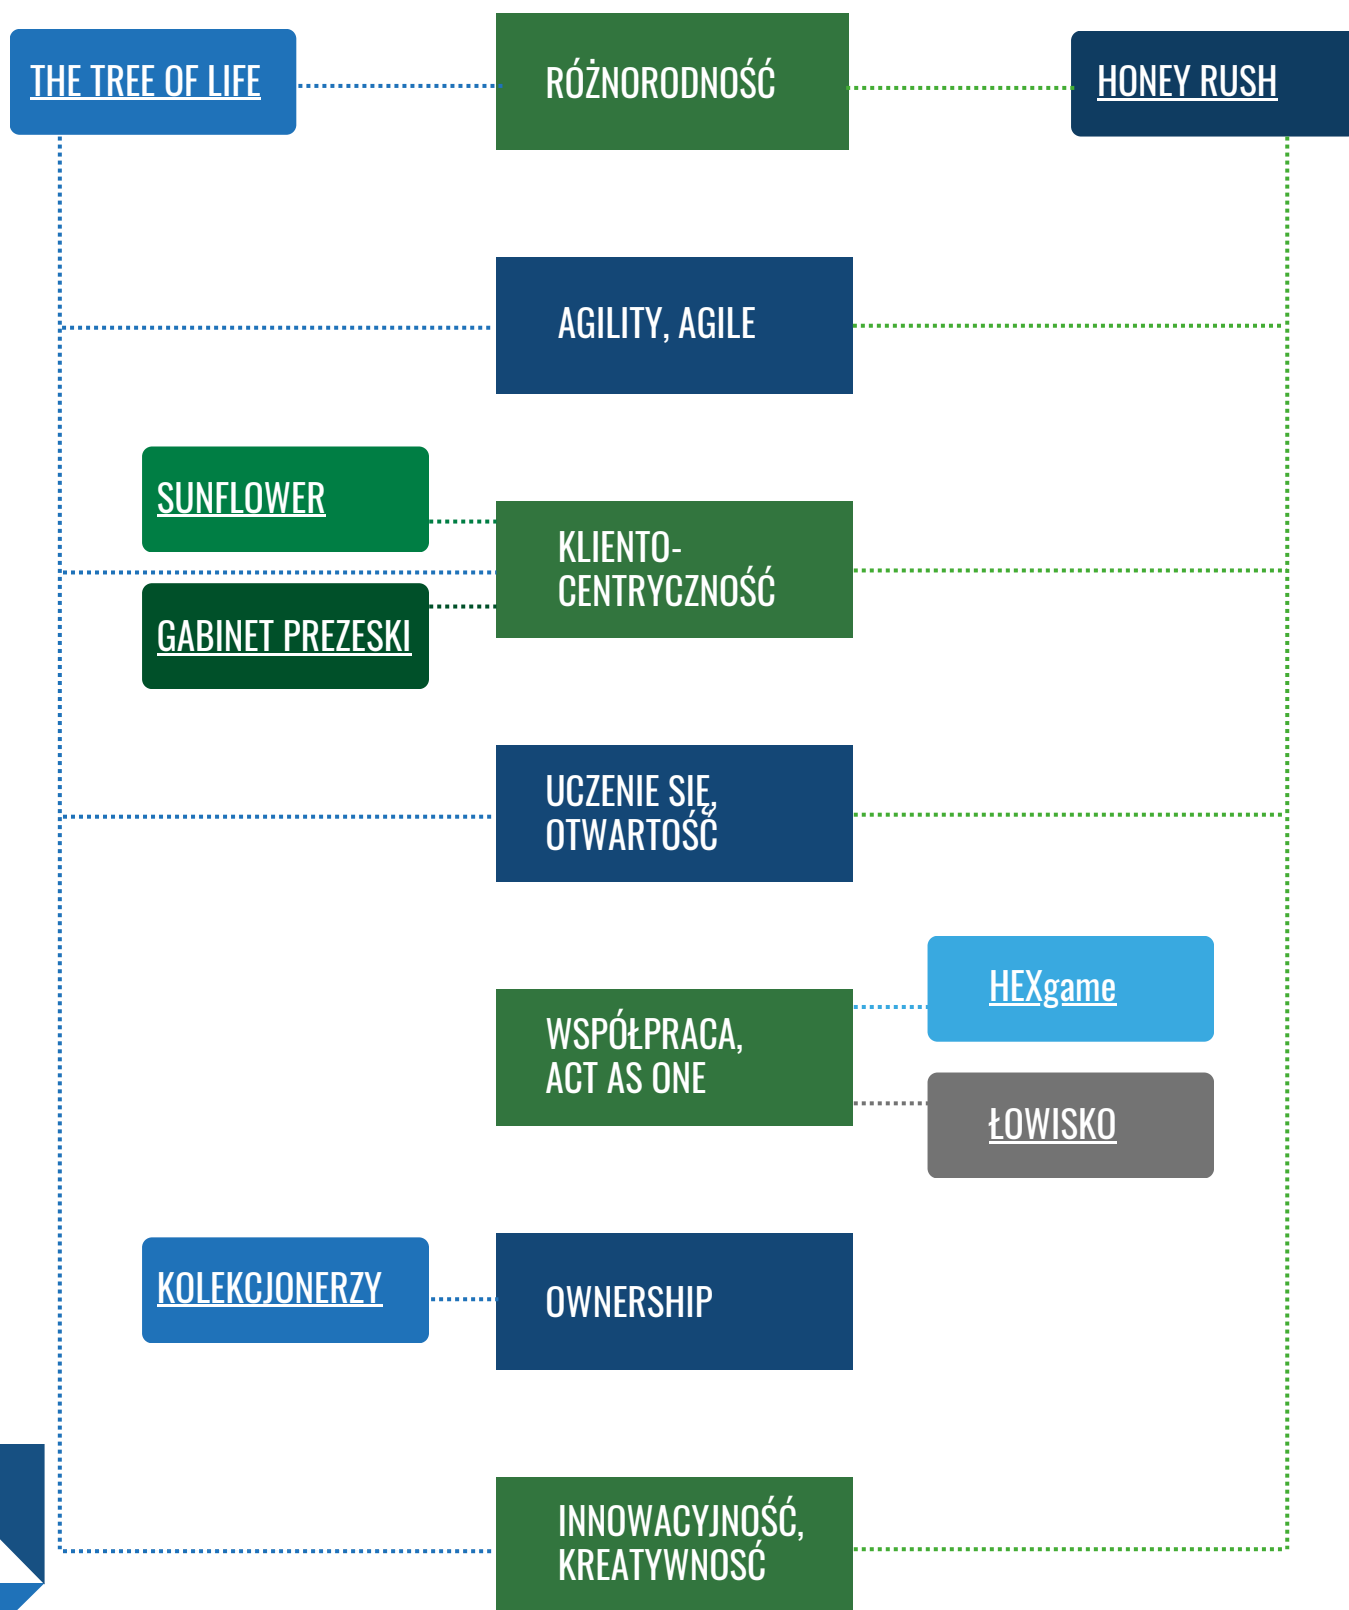 THE TREE OF LIFE
RÓŻNORODNOŚĆ
HONEY RUSH
AGILITY, AGILE
SUNFLOWER
KLIENTO-
CENTRYCZNOŚĆ
GABINET PREZESKI
UCZENIE SIĘ,
OTWARTOŚĆ
HEXgame
WSPÓŁPRACA,
ACT AS ONE
ŁOWISKO
KOLEKCJONERZY
OWNERSHIP
INNOWACYJNOŚĆ,
KREATYWNOSĆ